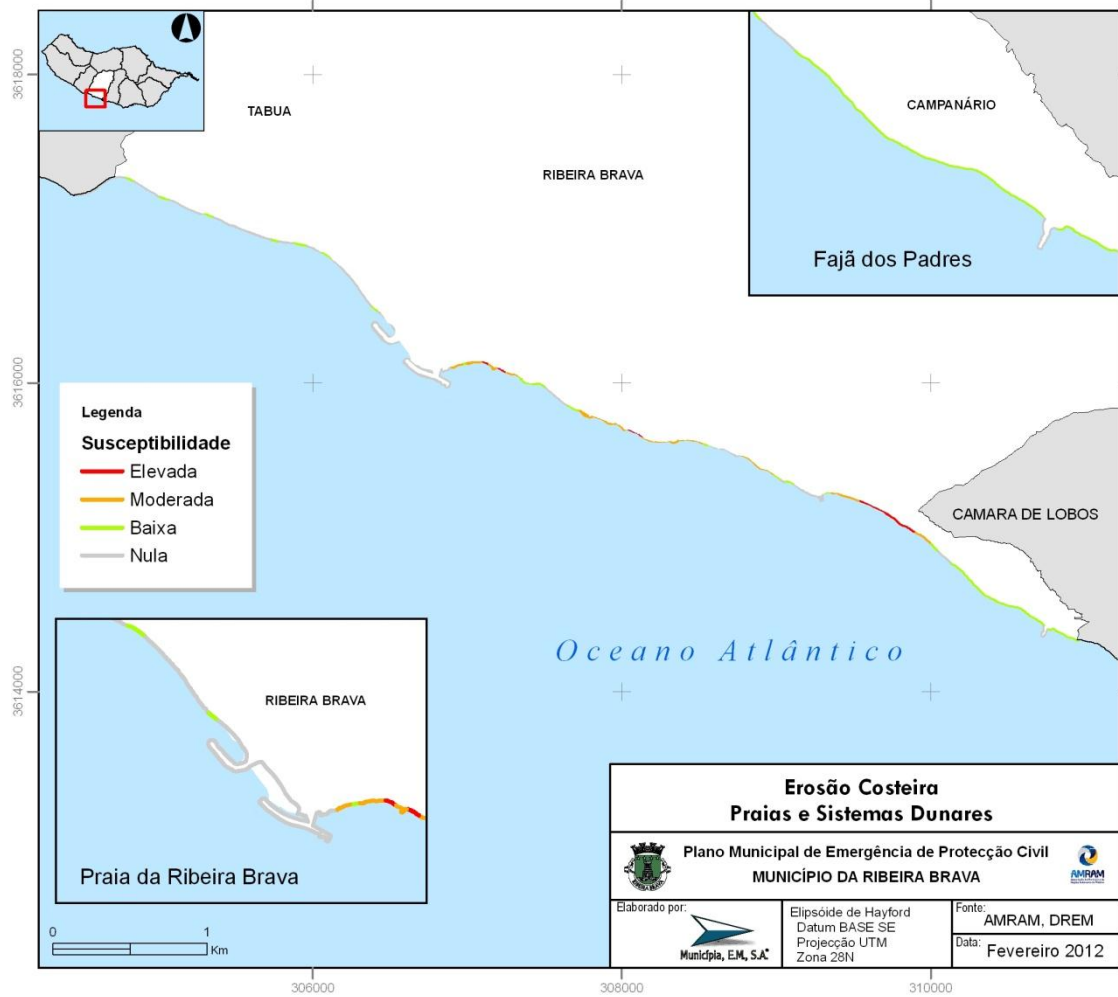 3618000
3616000
3614000
TABUA
RIBEIRA BRAVA
CAMPANÁRIO
Fajã dos Padres
CAMARA DE LOBOS
Legenda
Susceptibilidade
Elevada
Moderada
Baixa
Nula
Oceano Atlântico
RIBEIRA BRAVA
Praia da Ribeira Brava
0 1
Km
Erosão Costeira
Praias e Sistemas Dunares
Plano Municipal de Emergência de Protecção Civil
MUNICÍPIO DA RIBEIRA BRAVA
AMRAM
Elaborado por:
Municípia, E.M., S.A.
Elipsóide de Hayford
Datum BASE SE
Projecção UTM
Zona 28N
Fonte:
AMRAM, DREM
Data: Fevereiro 2012
306000 308000 310000